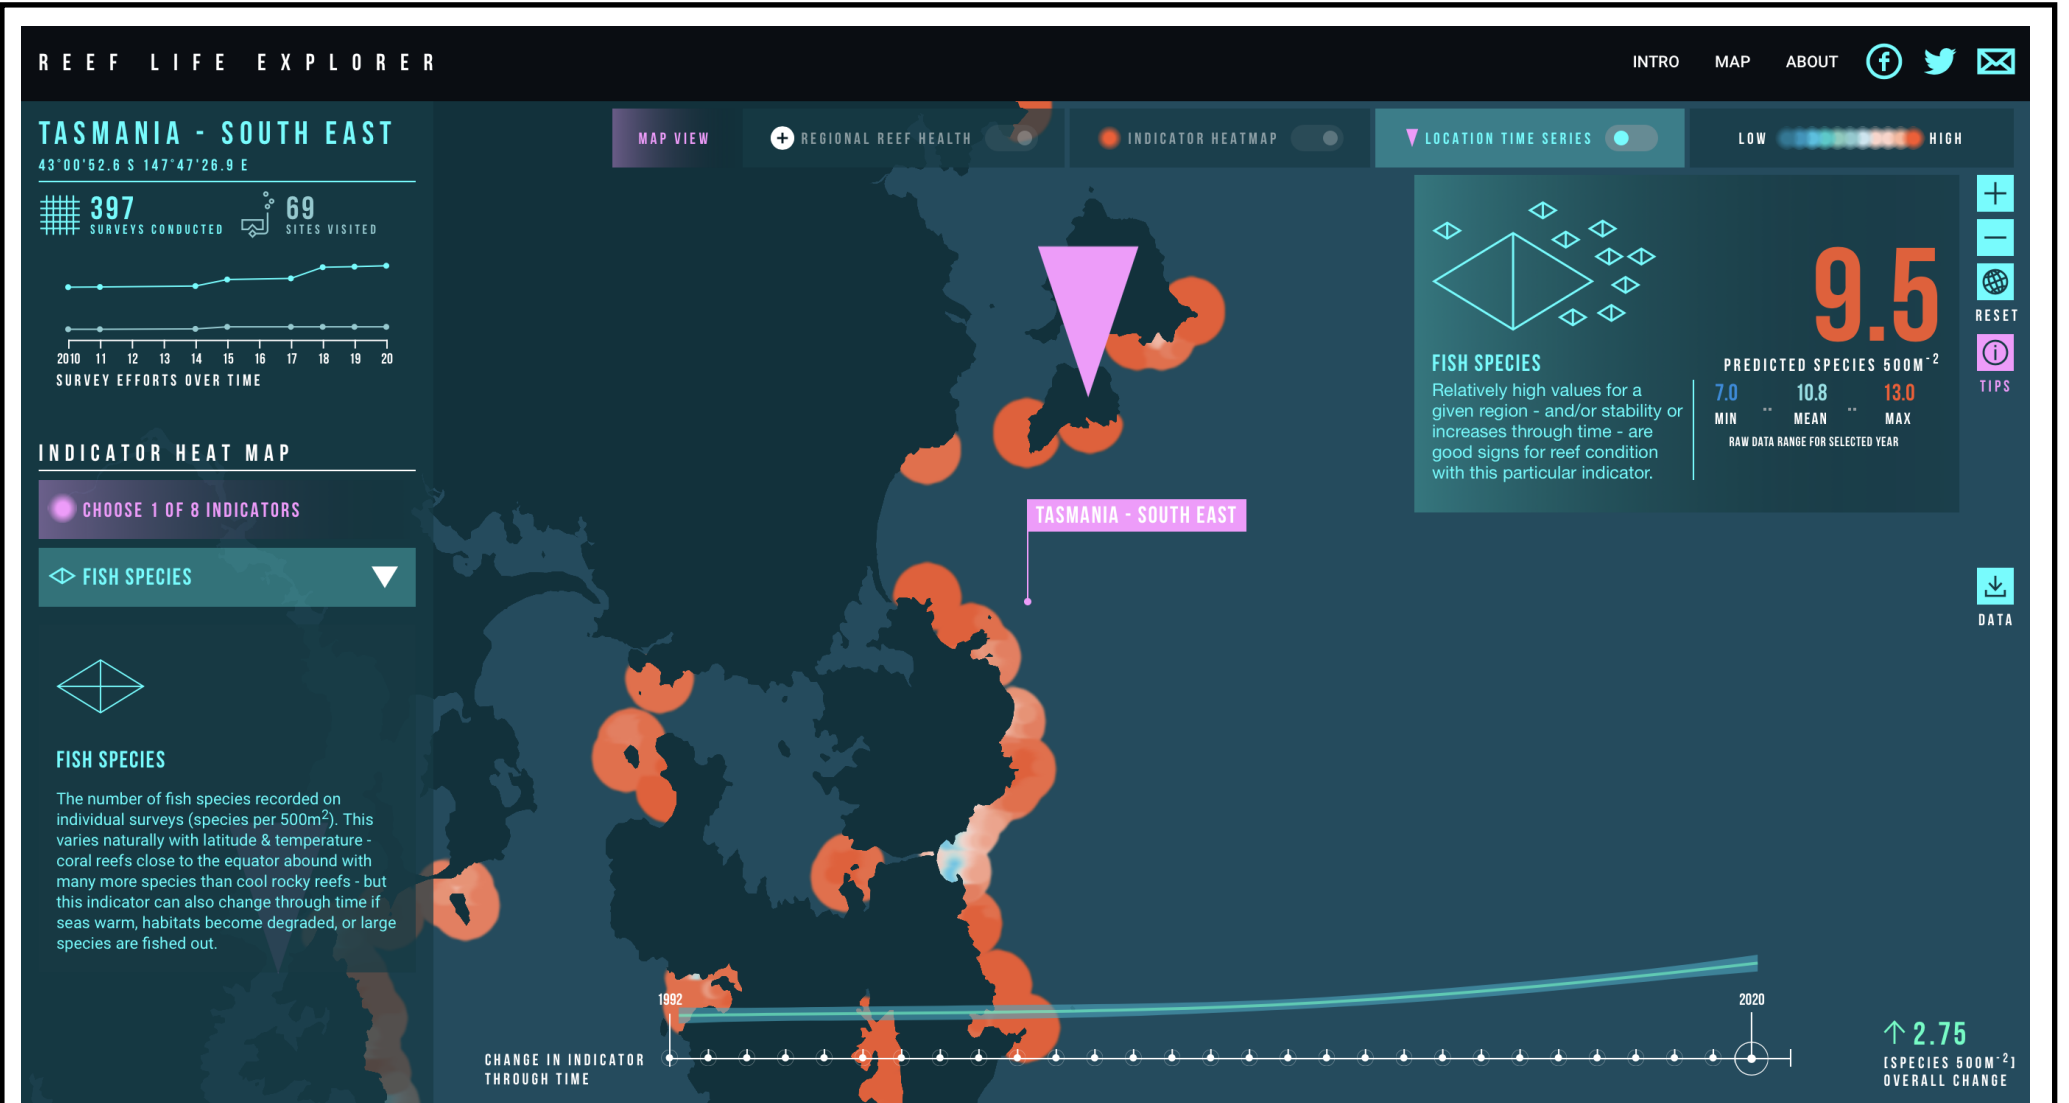 REEF LIFE EXPLORER
INTRO MAP ABOUT
TASMANIA - SOUTH EAST
43°00'52.6 S 147°47'26.9 E
397
SURVEYS CONDUCTED
69
SITES VISITED
2010 11 12 13 14 15 16 17 18 19 20
SURVEY EFFORTS OVER TIME
INDICATOR HEAT MAP
CHOOSE 1 OF 8 INDICATORS
FISH SPECIES
FISH SPECIES
The number of fish species recorded on
individual surveys (species per 500m²). This
varies naturally with latitude & temperature -
coral reefs close to the equator abound with
many more species than cool rocky reefs - but
this indicator can also change through time if
seas warm, habitats become degraded, or large
species are fished out.
MAP VIEW
REGIONAL REEF HEALTH
INDICATOR HEATMAP
LOCATION TIME SERIES
LOW HIGH
FISH SPECIES
Relatively high values for a
given region - and/or stability or
increases through time - are
good signs for reef condition
with this particular indicator.
9.5
PREDICTED SPECIES 500M⁻²
7.0 .. 10.8 .. 13.0
MIN MEAN MAX
RAW DATA RANGE FOR SELECTED YEAR
RESET
TIPS
DATA
TASMANIA - SOUTH EAST
1992
2020
CHANGE IN INDICATOR
THROUGH TIME
↑ 2.75
[SPECIES 500M⁻²]
OVERALL CHANGE